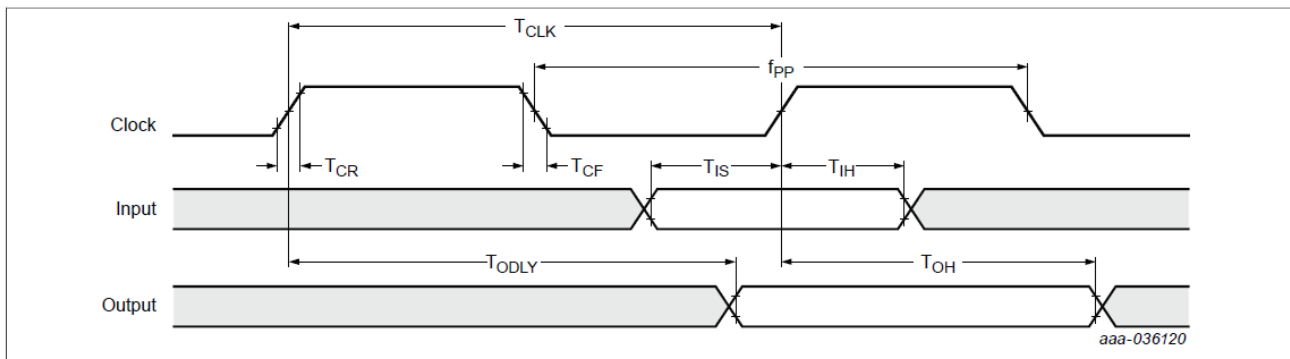 TCLK
fPP
Clock
TCR
TCF
TIS
TIH
Input
TODLY
TOH
Output
aaa-036120